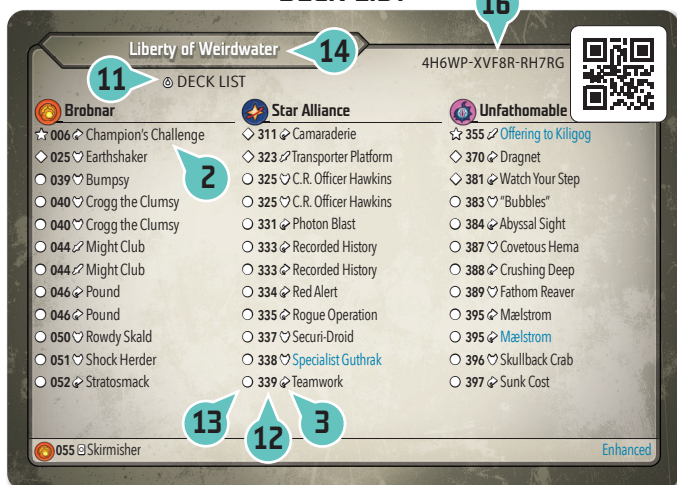 DECK LIST
16
Liberty of Weirdwater
14
4H6WP-XVF8R-RH7RG
11
DECK LIST
Brobnar
006 Champion's Challenge
025 Earthshaker
2
039 Bumpsy
040 Crogg the Clumsy
040 Crogg the Clumsy
044 Might Club
044 Might Club
046 Pound
046 Pound
050 Rowdy Skald
051 Shock Herder
052 Stratosmack
Star Alliance
311 Camaraderie
323 Transporter Platform
325 C.R. Officer Hawkins
325 C.R. Officer Hawkins
331 Photon Blast
333 Recorded History
333 Recorded History
334 Red Alert
335 Rogue Operation
337 Securi-Droid
338 Specialist Guthrak
339 Teamwork
13
12
3
Unfathomable
355 Offering to Kiligog
370 Dragnet
381 Watch Your Step
383 "Bubbles"
384 Abyssal Sight
387 Covetous Hema
388 Crushing Deep
389 Fathom Reaver
395 Mælstrom
395 Mælstrom
396 Skullback Crab
397 Sunk Cost
055 Skirmisher
Enhanced